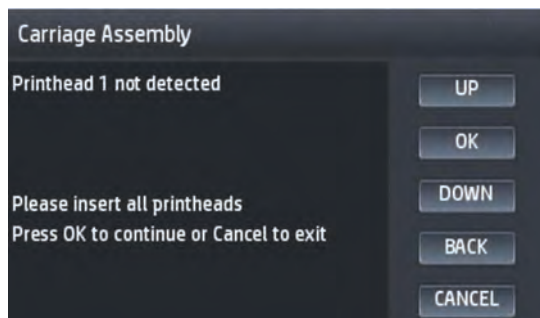 Carriage Assembly
Printhead 1 not detected
Please insert all printheads
Press OK to continue or Cancel to exit
UP
OK
DOWN
BACK
CANCEL